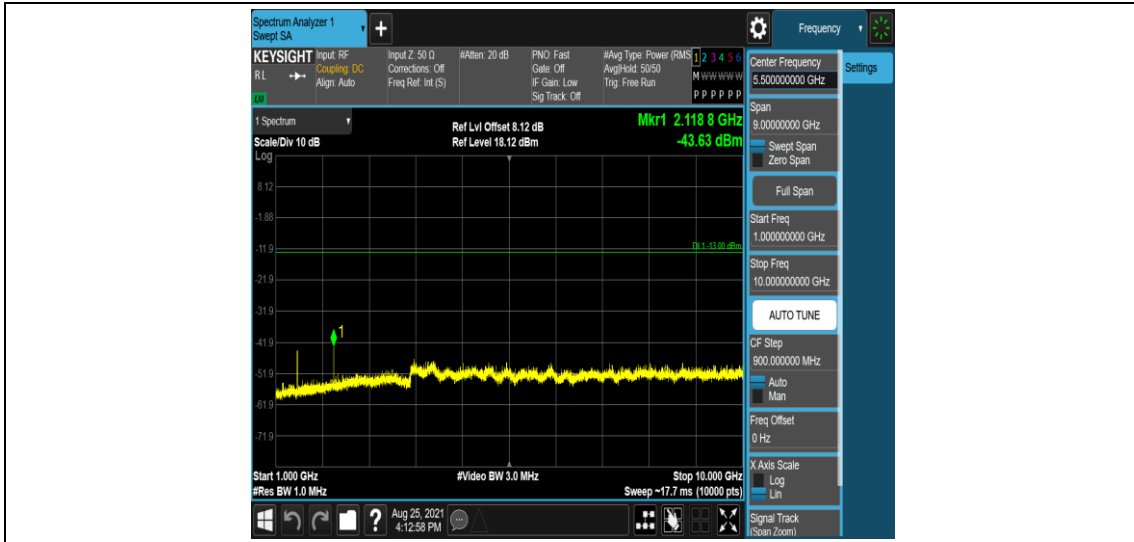 Spectrum Analyzer 1
Swept SA
Frequency
KEYSIGHT
RL
Input: RF
Coupling: DC
Align: Auto
Input Z: 50 Ω
Corrections: Off
Freq Ref: Int (S)
#Atten: 20 dB
PNO: Fast
Gate: Off
IF Gain: Low
Sig Track: Off
#Avg Type: Power (RMS
Avg|Hold: 50/50
Trig: Free Run
1 2 3 4 5 6
M W W W W W
P P P P P P
Settings
Center Frequency
5.500000000 GHz
Span
9.00000000 GHz
Swept Span
Zero Span
Full Span
Start Freq
1.000000000 GHz
Stop Freq
10.000000000 GHz
AUTO TUNE
CF Step
900.000000 MHz
Auto
Man
Freq Offset
0 Hz
X Axis Scale
Log
Lin
Signal Track
(Span Zoom)
1 Spectrum
Scale/Div 10 dB
Log
Ref Lvl Offset 8.12 dB
Ref Level 18.12 dBm
Mkr1 2.118 8 GHz
-43.63 dBm
8.12
-1.88
-11.9
DL1 -13.00 dBm
-21.9
-31.9
1
-41.9
-51.9
-61.9
-71.9
Start 1.000 GHz
#Res BW 1.0 MHz
#Video BW 3.0 MHz
Stop 10.000 GHz
Sweep ~17.7 ms (10000 pts)
?
Aug 25, 2021
4:12:58 PM